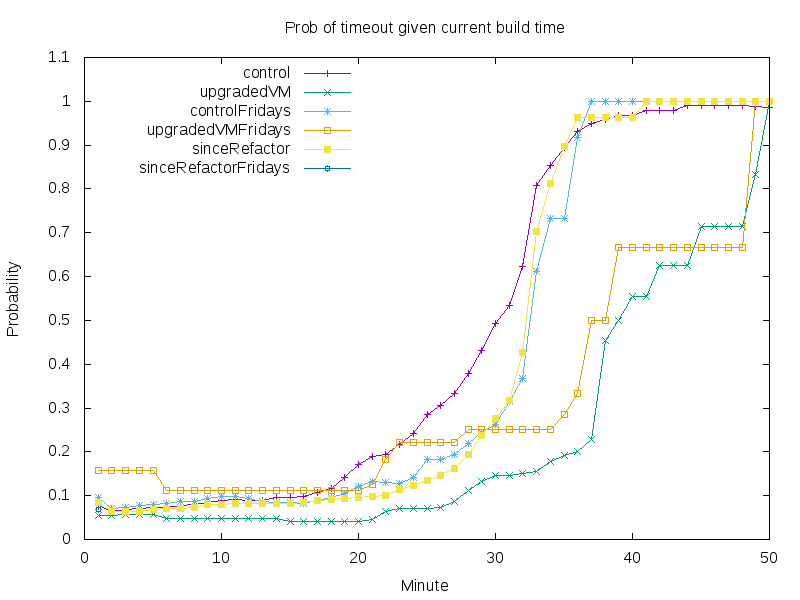 Prob of timeout given current build time
1.1
1
0.9
0.8
0.7
0.6
0.5
0.4
0.3
0.2
0.1
0
Probability
control
upgradedVM
controlFridays
upgradedVMFridays
sinceRefactor
sinceRefactorFridays
0 10 20 30 40 50
Minute